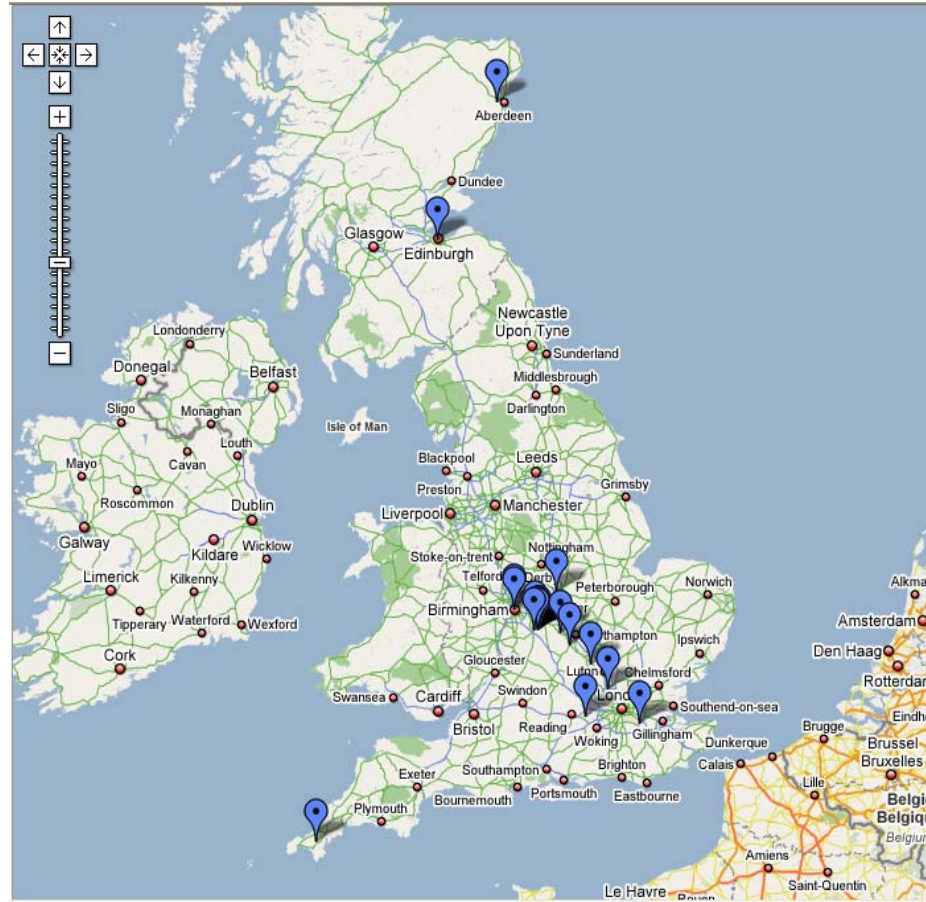 Aberdeen
Dundee
Glasgow
Edinburgh
Newcastle
Upon Tyne
Londonderry
Sunderland
Donegal
Belfast
Middlesbrough
Darlington
Sligo
Monaghan
Isle of Man
Louth
Cavan
Mayo
Blackpool
Leeds
Preston
Roscommon
Grimsby
Dublin
Manchester
Liverpool
Galway
Kildare
Wicklow
Stoke-on-trent
Nottingham
Telford
Derb
Limerick
Kilkenny
Peterborough
Norwich
Alkma
Birmingham
Tipperary
Waterford
Wexford
Amsterdam
thampton
Ipswich
Cork
Den Haag
Gloucester
Luton
Chelmsford
Rotterdam
Swansea
Cardiff
Swindon
Lond
Southend-on-sea
Bristol
Reading
Gillingham
Eindh
Woking
Brugge
Dunkerque
Brussel
Bruxelles
Calais
Exeter
Southampton
Brighton
Portsmouth
Eastbourne
Bournemouth
Lille
Plymouth
Belgi
Belgiqu
Belgiun
Amiens
Saint-Quentin
Le Havre
Rouen